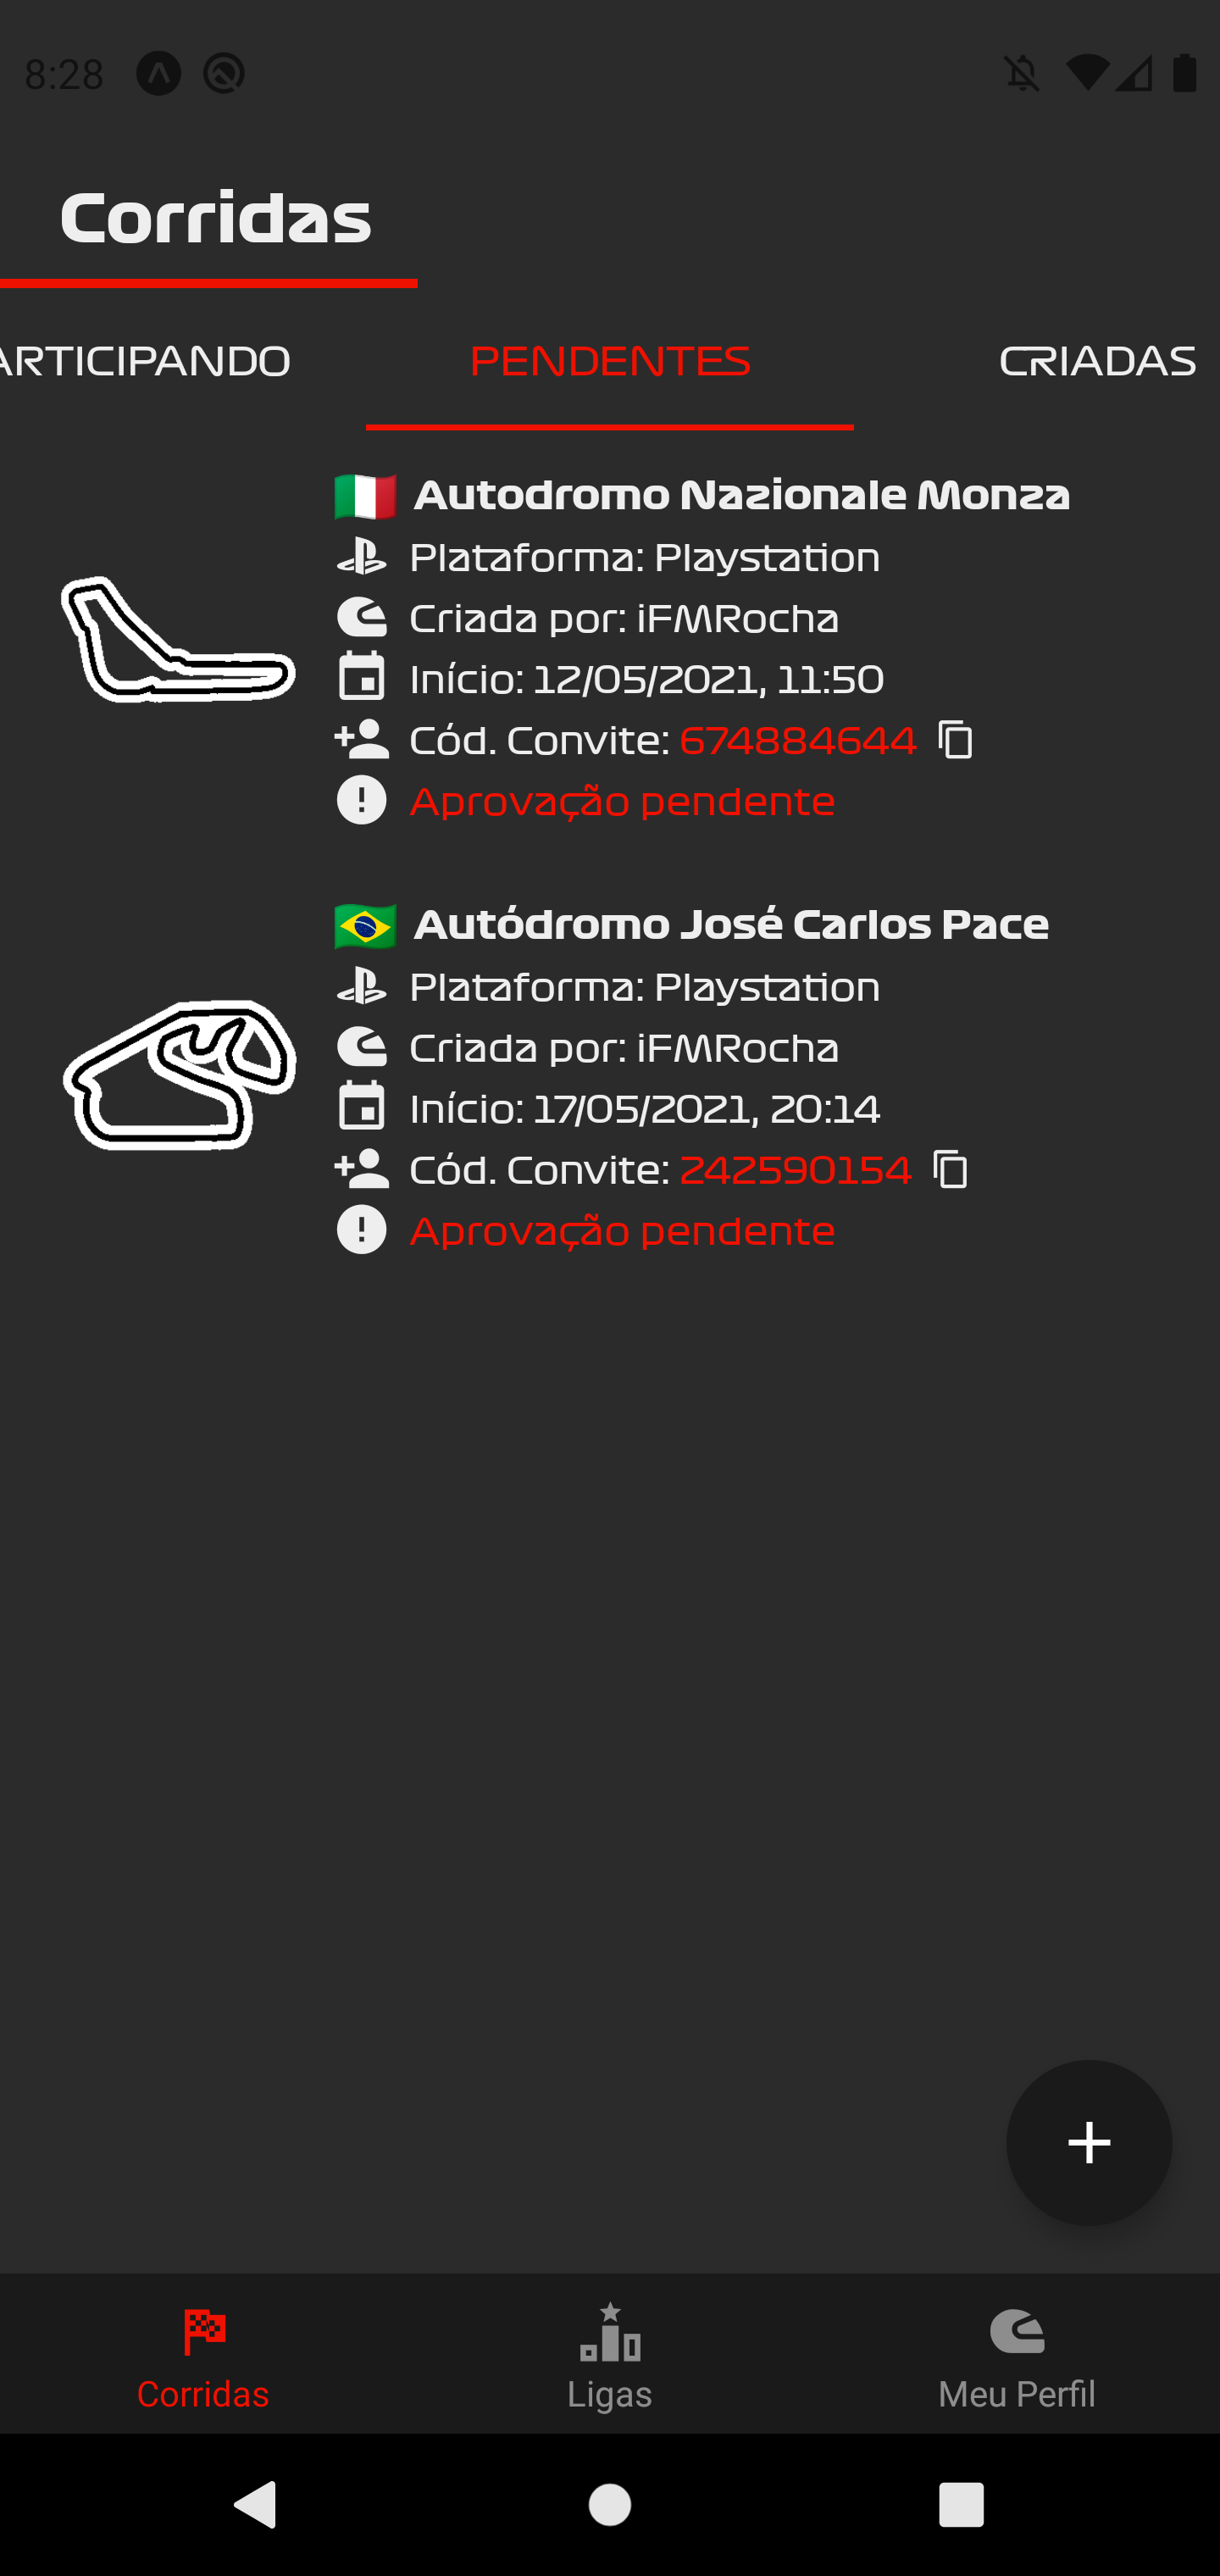 8:28
Corridas
ARTICIPANDO PENDENTES CRIADAS
Autodromo Nazionale Monza
Plataforma: Playstation
Criada por: iFMRocha
Início: 12/05/2021, 11:50
Cód. Convite: 674884644
Aprovação pendente
Autódromo José Carlos Pace
Plataforma: Playstation
Criada por: iFMRocha
Início: 17/05/2021, 20:14
Cód. Convite: 242590154
Aprovação pendente
+
Corridas Ligas Meu Perfil